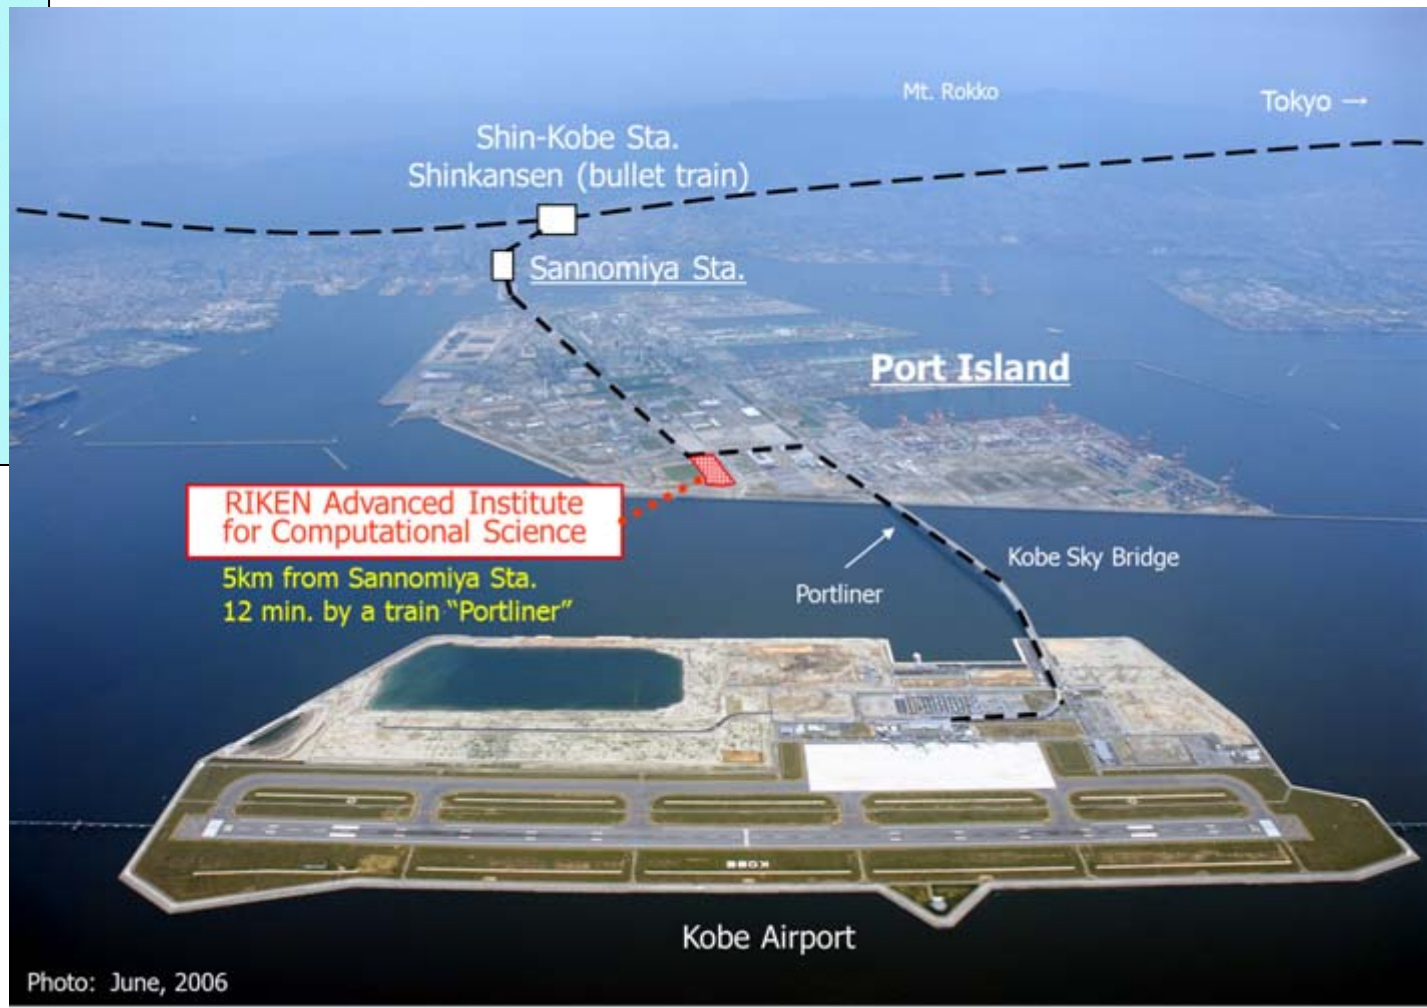 Mt. Rokko
Tokyo →
Shin-Kobe Sta.
Shinkansen (bullet train)
Sannomiya Sta.
Port Island
RIKEN Advanced Institute
for Computational Science
5km from Sannomiya Sta.
12 min. by a train “Portliner”
Kobe Sky Bridge
Portliner
KOBE
Kobe Airport
Photo: June, 2006